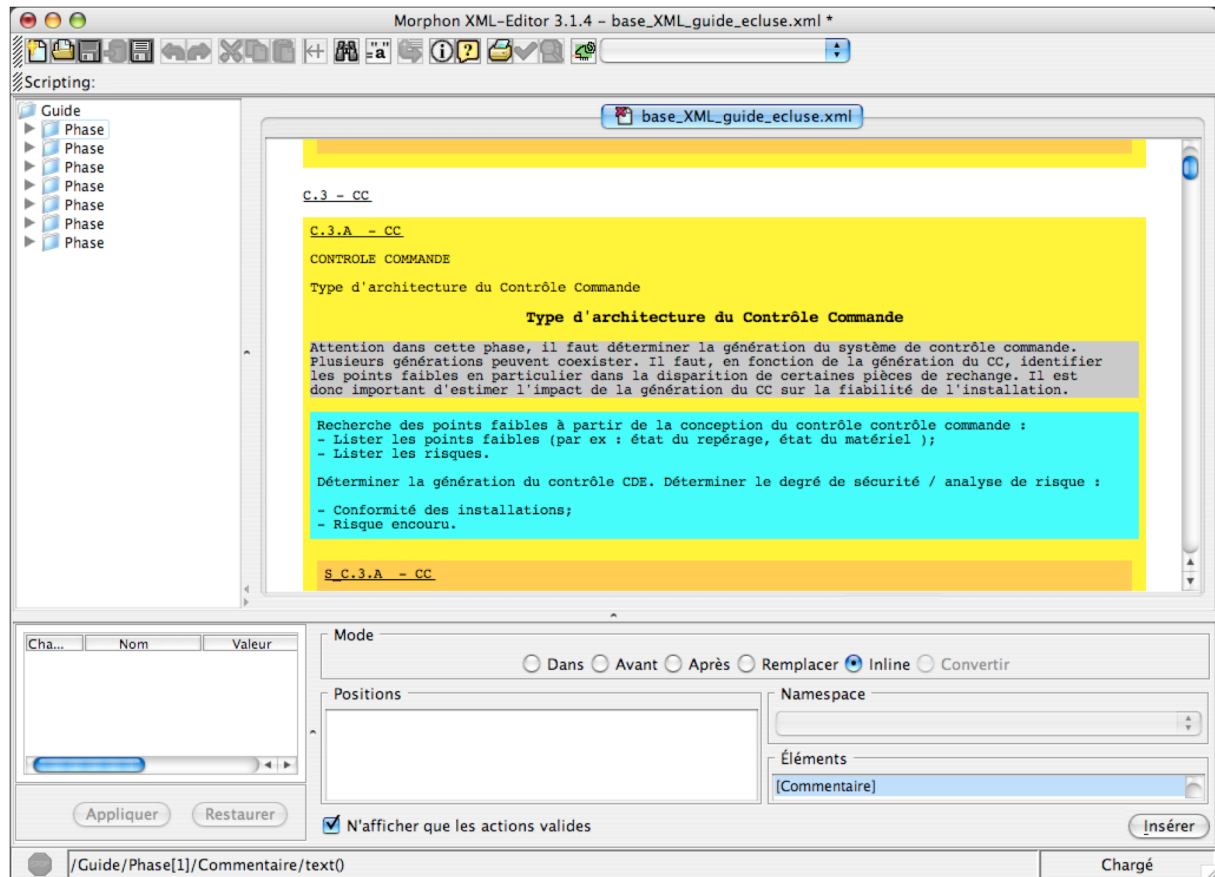 Morphon XML-Editor 3.1.4 – base_XML_guide_ecluse.xml *
"a"
Scripting:
Guide
Phase
Phase
Phase
Phase
Phase
Phase
Phase
base_XML_guide_ecluse.xml
C.3 - CC
C.3.A - CC
CONTROLE COMMANDE
Type d'architecture du Contrôle Commande
Type d'architecture du Contrôle Commande
Attention dans cette phase, il faut déterminer la génération du système de contrôle commande.
Plusieurs générations peuvent coexister. Il faut, en fonction de la génération du CC, identifier
les points faibles en particulier dans la disparition de certaines pièces de rechange. Il est
donc important d'estimer l'impact de la génération du CC sur la fiabilité de l'installation.
Recherche des points faibles à partir de la conception du contrôle contrôle commande :
- Lister les points faibles (par ex : état du repérage, état du matériel );
- Lister les risques.
Déterminer la génération du contrôle CDE. Déterminer le degré de sécurité / analyse de risque :
- Conformité des installations;
- Risque encouru.
S_C.3.A - CC
Cha... Nom Valeur
Mode
Dans Avant Après Remplacer Inline Convertir
Positions
Namespace
Éléments
[Commentaire]
Appliquer Restaurer
N'afficher que les actions valides
Insérer
STOP
/Guide/Phase[1]/Commentaire/text()
Chargé